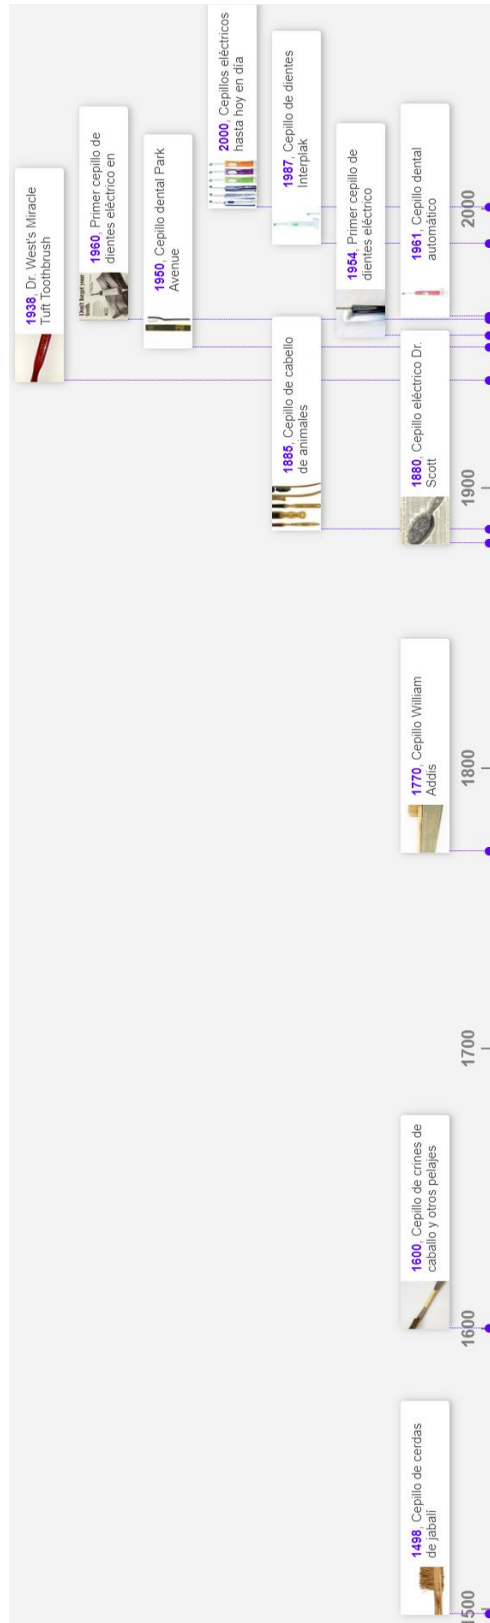 1938, Dr. West's Miracle
Tuft Toothbrush
1960, Primer cepillo de
dientes eléctrico en
1950, Cepillo dental Park
Avenue
2000, Cepillos eléctricos
hasta hoy en día
1987, Cepillo de dientes
Interplak
1885, Cepillo de cabello
de animales
1954, Primer cepillo de
dientes eléctrico
1498, Cepillo de cerdas
de jabalí
1600, Cepillo de crines de
caballo y otros pelajes
1770, Cepillo William
Addis
1880, Cepillo eléctrico Dr.
Scott
1961, Cepillo dental
automático
1500
1600
1700
1800
1900
2000